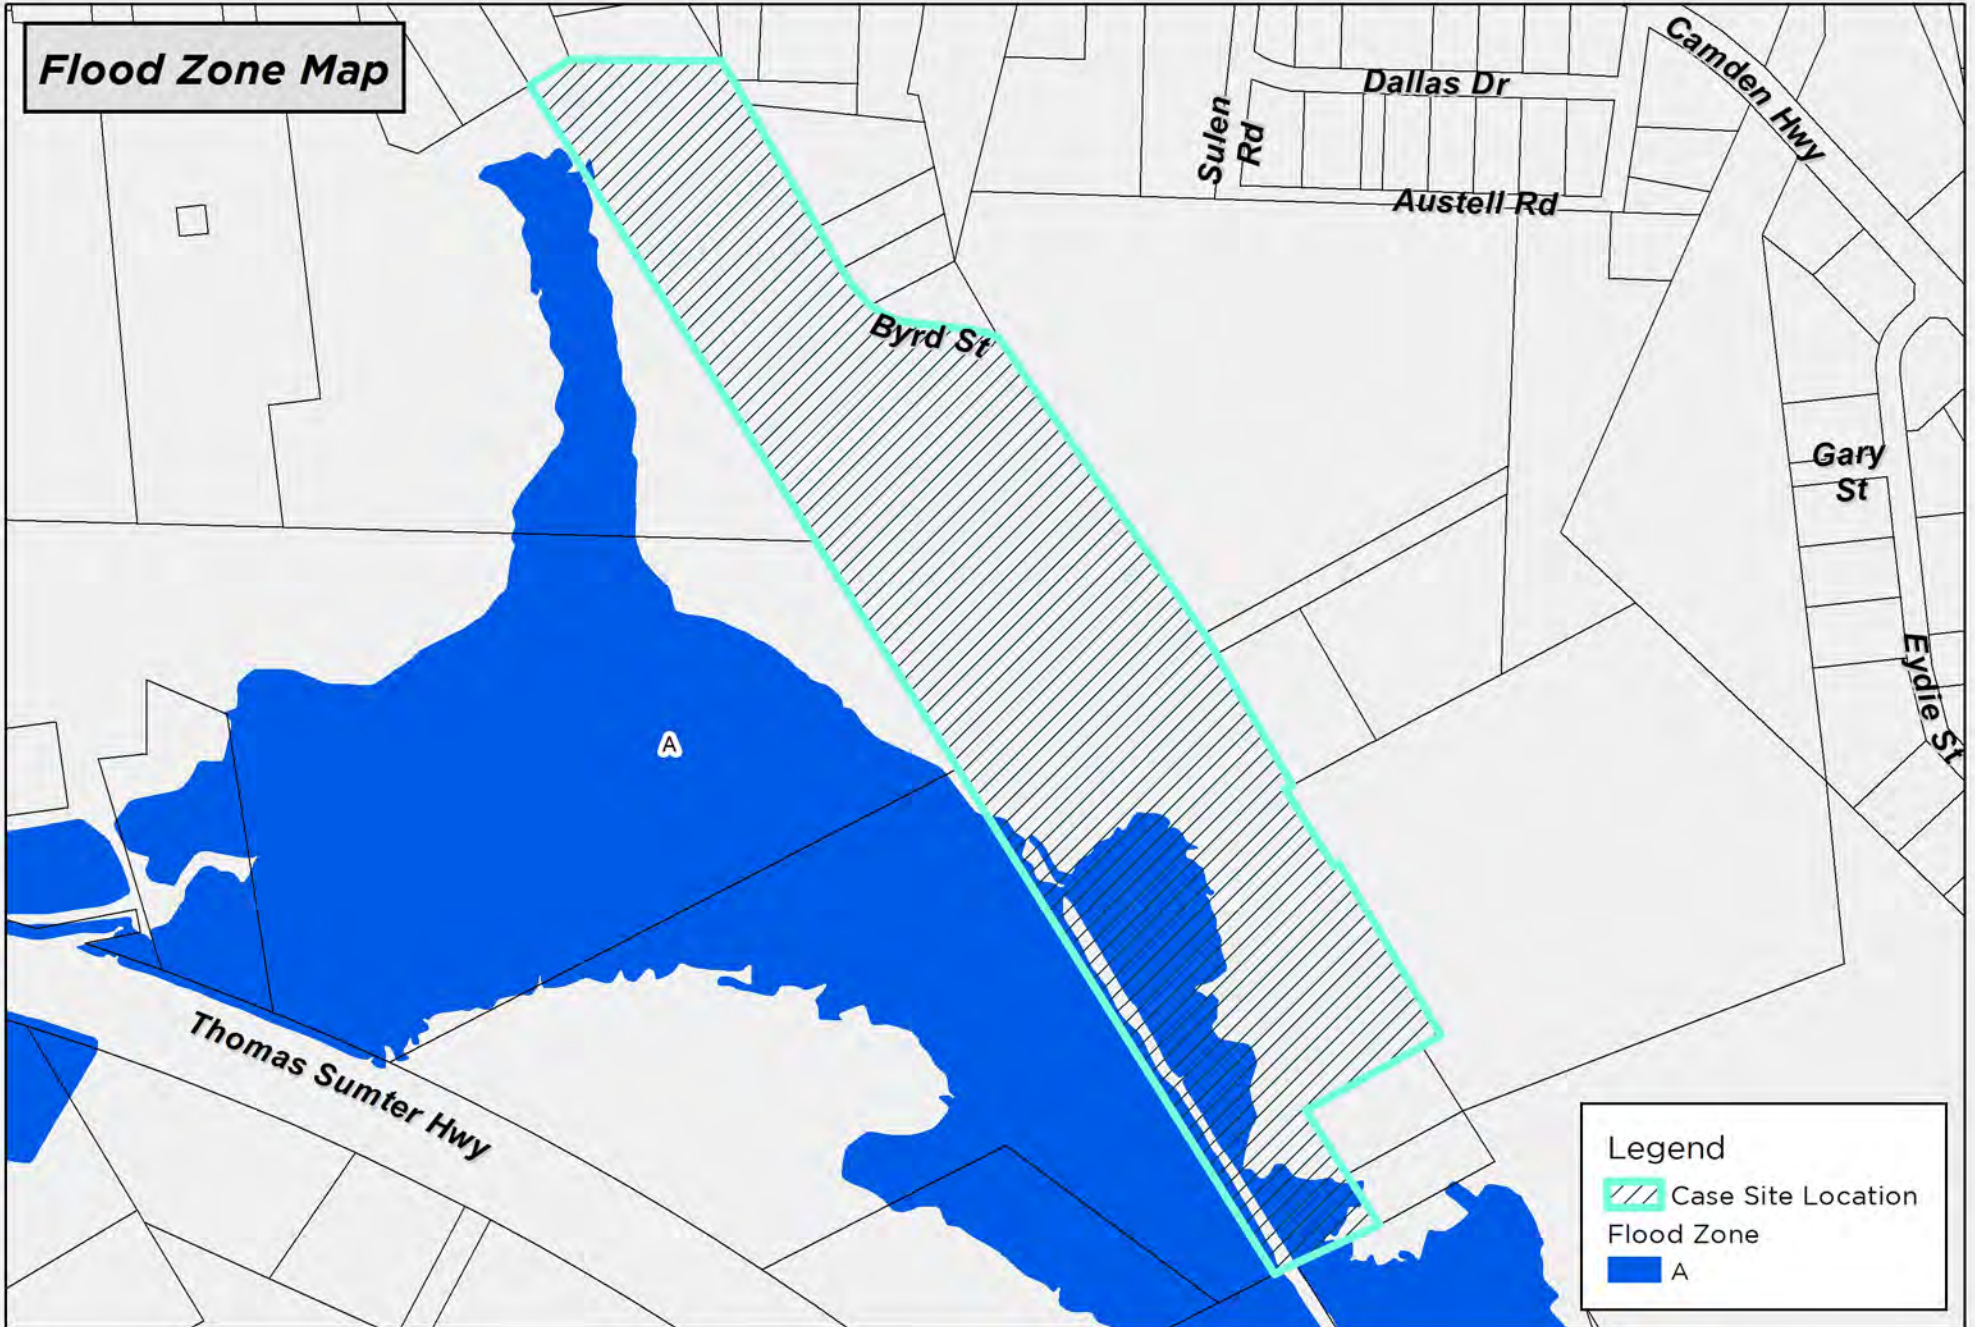 Flood Zone Map
Camden Hwy
Dallas Dr
Sulen
Rd
Austell Rd
Byrd St
Gary
St
Eydie St
A
Thomas Sumter Hwy
Legend
Case Site Location
Flood Zone
A